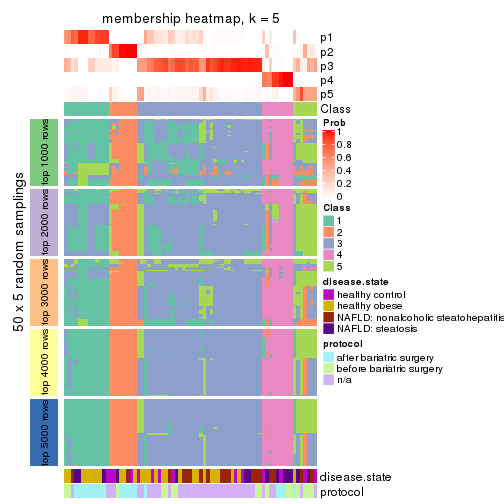 membership heatmap, k = 5
p1
p2
p3
p4
p5
Class
50 x 5 random samplings
top 1000 rows
top 2000 rows
top 3000 rows
top 4000 rows
top 5000 rows
Prob
1
0.8
0.6
0.4
0.2
0
Class
1
2
3
4
5
disease.state
healthy control
healthy obese
NAFLD: nonalcoholic steatohepatitis
NAFLD: steatosis
protocol
after bariatric surgery
before bariatric surgery
n/a
disease.state
protocol